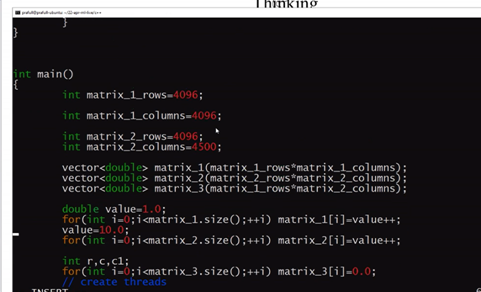 Thinking
}
}
int main()
{
int matrix_1_rows=4096;
int matrix_1_columns=4096;
int matrix_2_rows=4096;
int matrix_2_columns=4500;
vector<double> matrix_1(matrix_1_rows*matrix_1_columns);
vector<double> matrix_2(matrix_2_rows*matrix_2_columns);
vector<double> matrix_3(matrix_1_rows*matrix_2_columns);
double value=1.0;
for(int i=0;i<matrix_1.size();++i) matrix_1[i]=value++;
value=10.0;
for(int i=0;i<matrix_2.size();++i) matrix_2[i]=value++;
int r,c,c1;
for(int i=0;i<matrix_3.size();++i) matrix_3[i]=0.0;
// create threads
INSERT